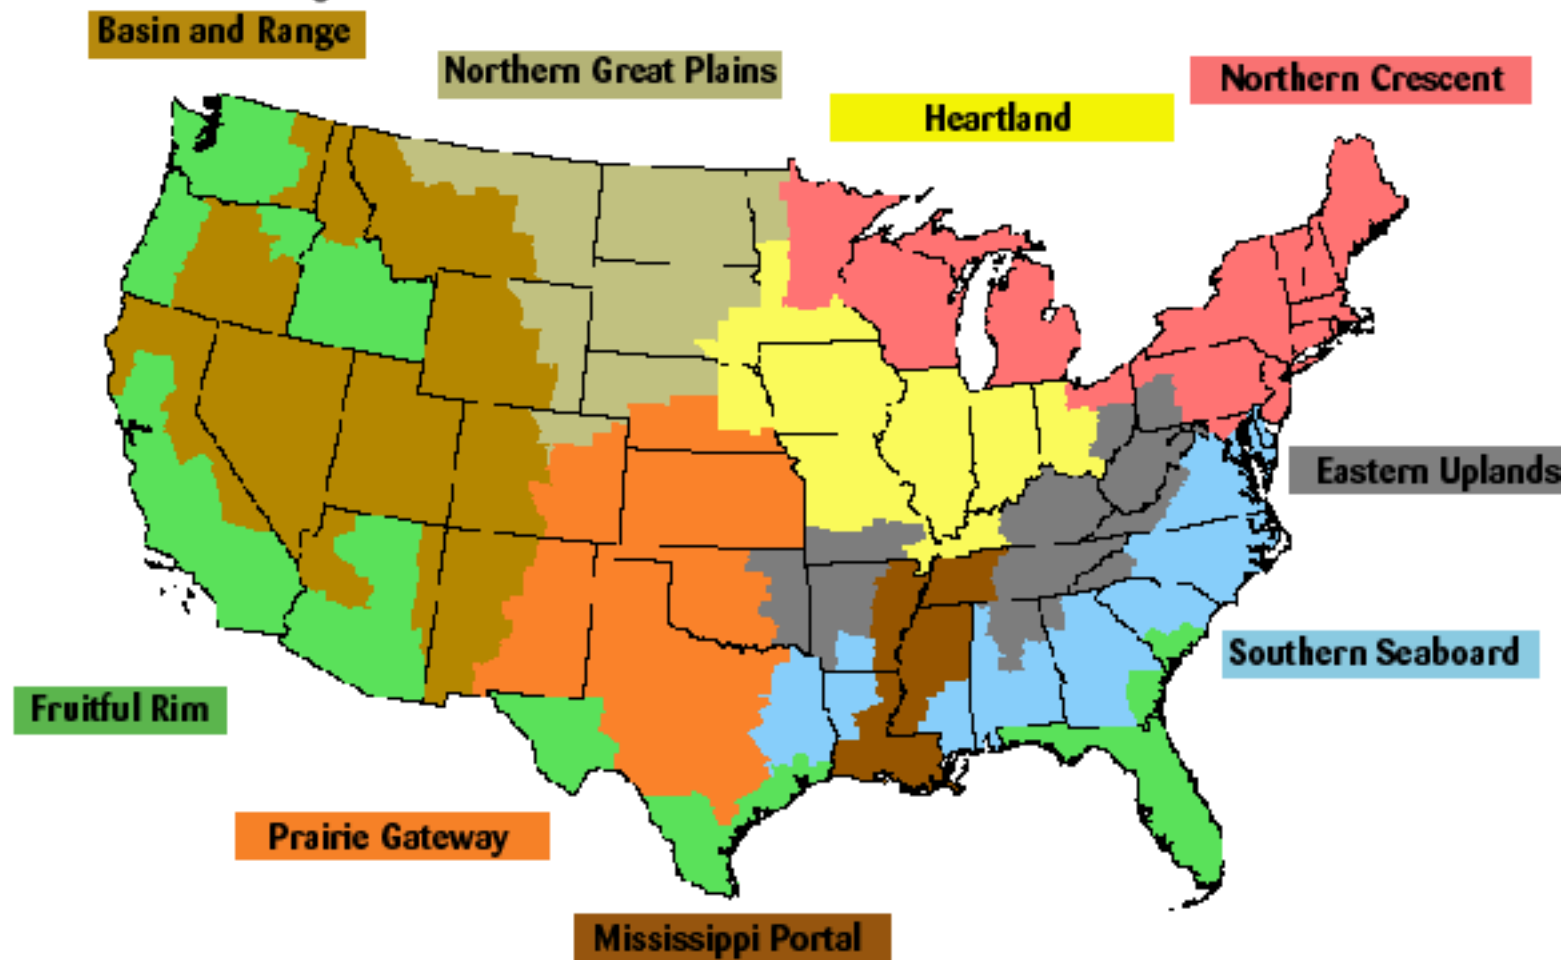 Basin and Range
Northern Great Plains
Northern Crescent
Heartland
Eastern Uplands
Southern Seaboard
Fruitful Rim
Prairie Gateway
Mississippi Portal